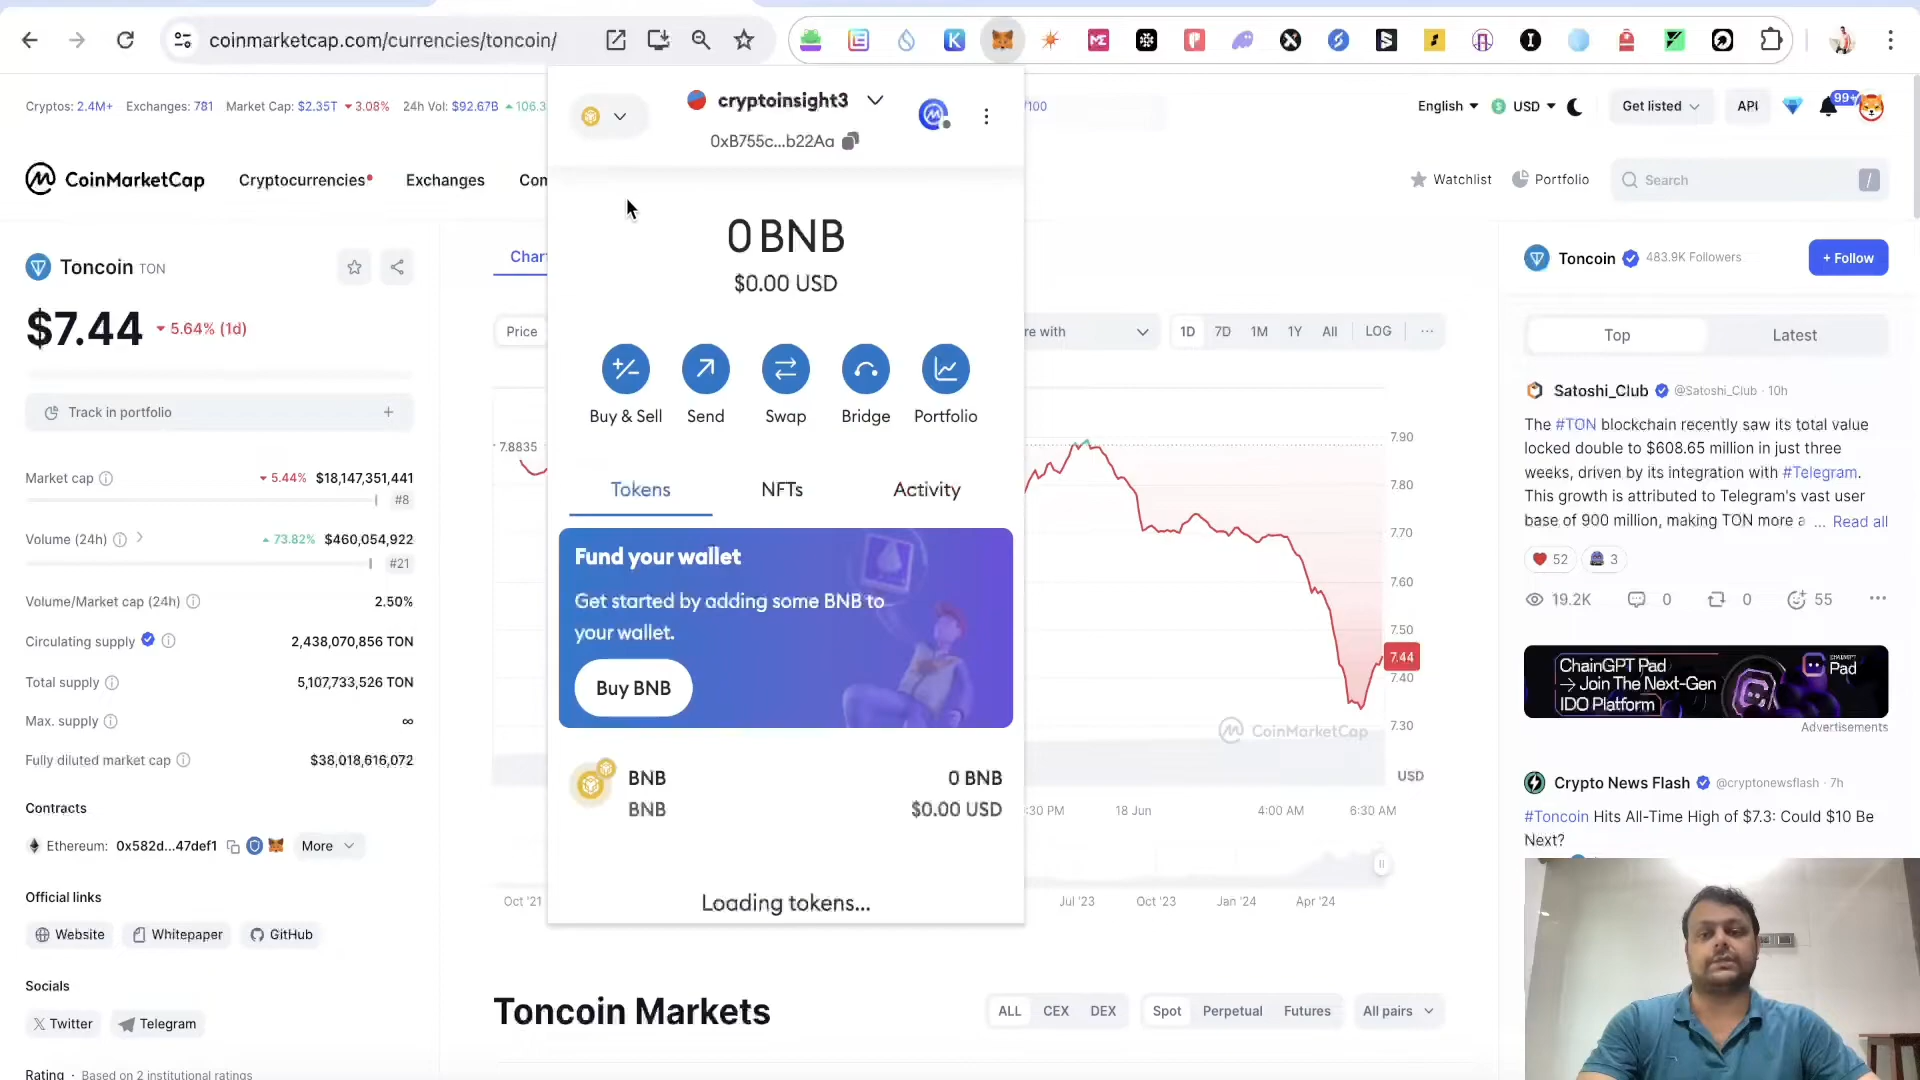 coinmarketcap.com/currencies/toncoin/
Cryptos: 2.4M+ Exchanges: 781 Market Cap: $2.35T 3.08% 24h Vol: $92.67B 106.3
/100
English USD Get listed API 99+
CoinMarketCap
Cryptocurrencies Exchanges Com
Watchlist Portfolio Search /
cryptoinsight3
0xB755c...b22Aa
0 BNB
$0.00 USD
Buy & Sell Send Swap Bridge Portfolio
Tokens NFTs Activity
Fund your wallet
Get started by adding some BNB to
your wallet.
Buy BNB
BNB 0 BNB
BNB $0.00 USD
Loading tokens...
Toncoin TON
$7.44 5.64% (1d)
Track in portfolio +
Market cap 5.44% $18,147,351,441
#8
Volume (24h) 73.82% $460,054,922
#21
Volume/Market cap (24h) 2.50%
Circulating supply 2,438,070,856 TON
Total supply 5,107,733,526 TON
Max. supply ∞
Fully diluted market cap $38,018,616,072
Contracts
Ethereum: 0x582d...47def1 More
Official links
Website Whitepaper GitHub
Socials
Twitter Telegram
Rating · Based on 2 institutional ratings
Char
Price
re with 1D 7D 1M 1Y All LOG ...
7.8835
7.90
7.80
7.70
7.60
7.50
7.44
7.40
7.30
CoinMarketCap
USD
:30 PM 18 Jun 4:00 AM 6:30 AM
Oct '21 Jul '23 Oct '23 Jan '24 Apr '24
Toncoin Markets
ALL CEX DEX Spot Perpetual Futures All pairs
Toncoin 483.9K Followers + Follow
Top Latest
Satoshi_Club @Satoshi_Club · 10h
The #TON blockchain recently saw its total value
locked double to $608.65 million in just three
weeks, driven by its integration with #Telegram.
This growth is attributed to Telegram's vast user
base of 900 million, making TON more a ... Read all
52 3
19.2K 0 0 55 ...
ChainGPT Pad
→ Join The Next-Gen
IDO Platform
CHAINGPT
Pad
Advertisements
Crypto News Flash @cryptonewsflash · 7h
#Toncoin Hits All-Time High of $7.3: Could $10 Be
Next?